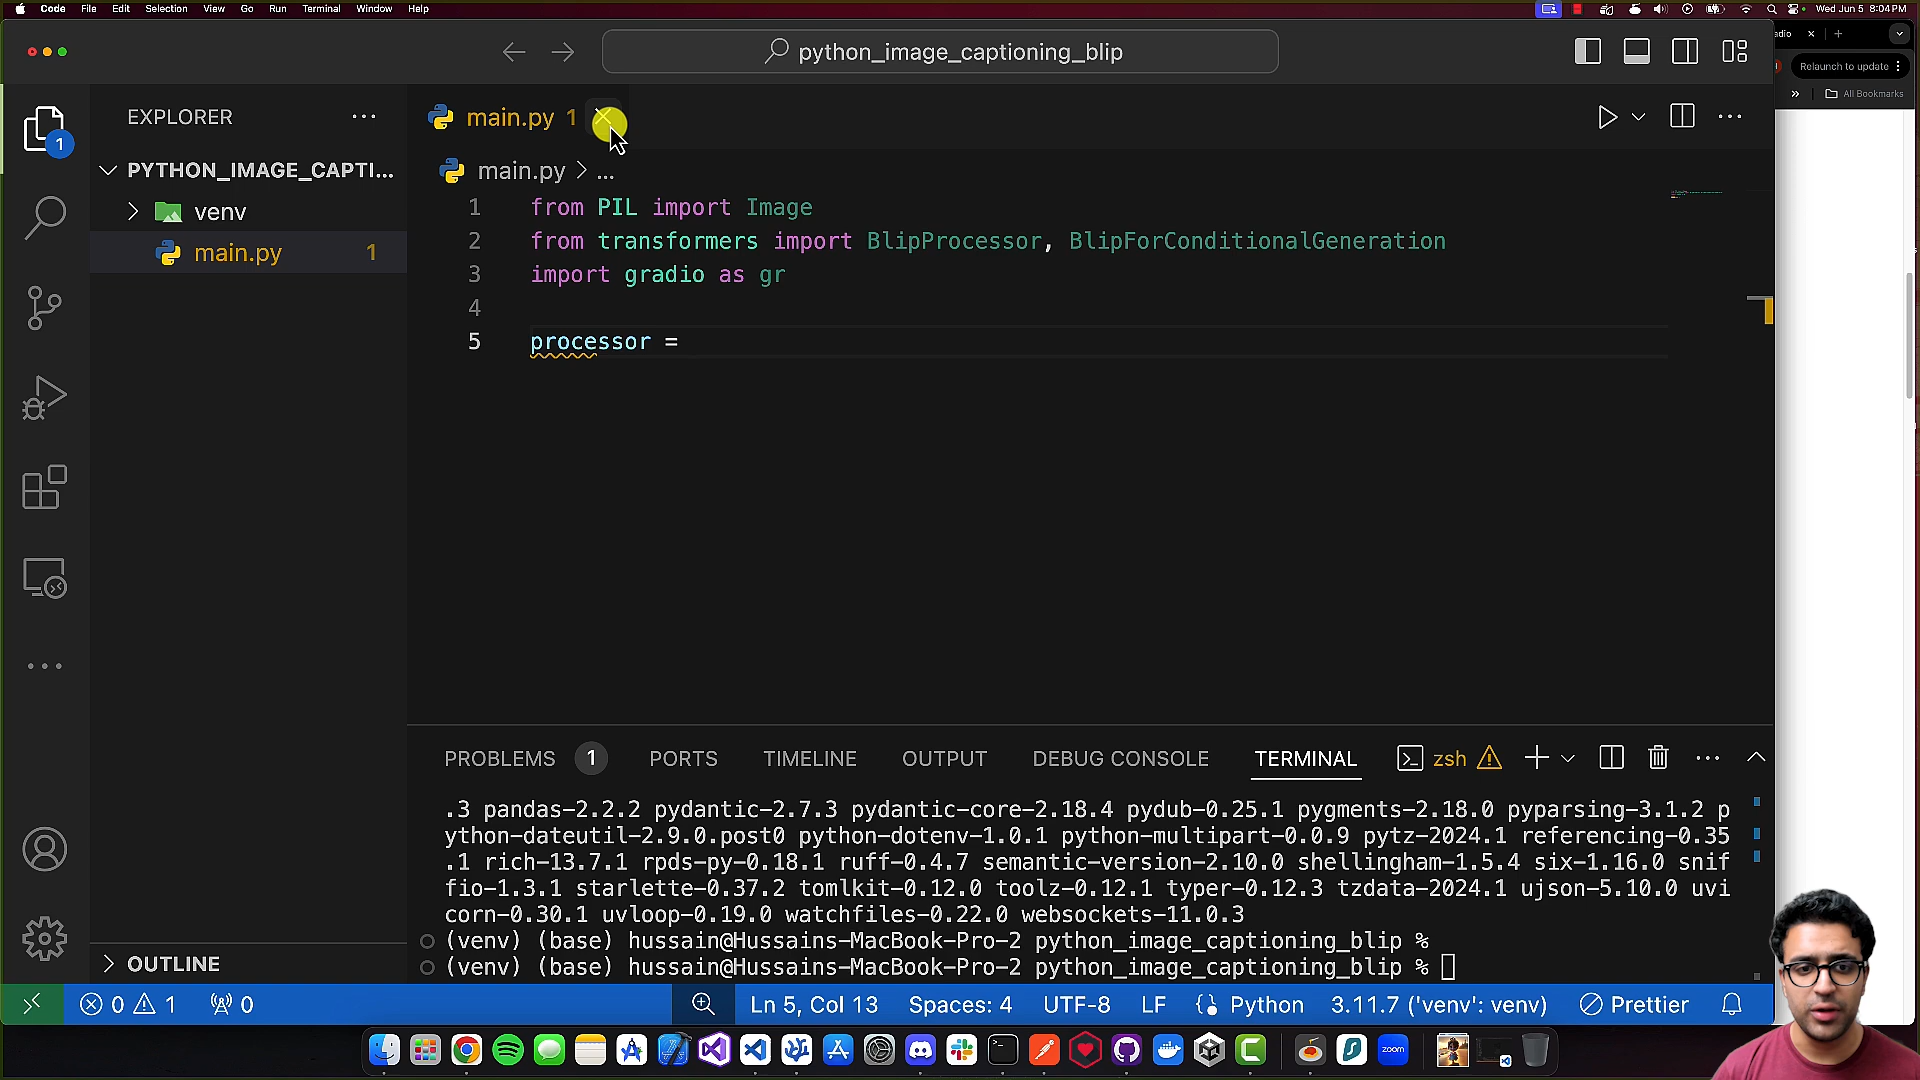 Code File Edit Selection View Go Run Terminal Window Help
Wed Jun 5 8:04 PM
python_image_captioning_blip
adio
Relaunch to update
All Bookmarks
EXPLORER
1
PYTHON_IMAGE_CAPTI...
venv
main.py 1
OUTLINE
main.py 1
main.py > ...
1 from PIL import Image
2 from transformers import BlipProcessor, BlipForConditionalGeneration
3 import gradio as gr
4
5 processor =
PROBLEMS 1 PORTS TIMELINE OUTPUT DEBUG CONSOLE TERMINAL zsh
.3 pandas-2.2.2 pydantic-2.7.3 pydantic-core-2.18.4 pydub-0.25.1 pygments-2.18.0 pyparsing-3.1.2 p
ython-dateutil-2.9.0.post0 python-dotenv-1.0.1 python-multipart-0.0.9 pytz-2024.1 referencing-0.35
.1 rich-13.7.1 rpds-py-0.18.1 ruff-0.4.7 semantic-version-2.10.0 shellingham-1.5.4 six-1.16.0 snif
fio-1.3.1 starlette-0.37.2 tomlkit-0.12.0 toolz-0.12.1 typer-0.12.3 tzdata-2024.1 ujson-5.10.0 uvi
corn-0.30.1 uvloop-0.19.0 watchfiles-0.22.0 websockets-11.0.3
(venv) (base) hussain@Hussains-MacBook-Pro-2 python_image_captioning_blip %
(venv) (base) hussain@Hussains-MacBook-Pro-2 python_image_captioning_blip %
0 1 0 Ln 5, Col 13 Spaces: 4 UTF-8 LF Python 3.11.7 ('venv': venv) Prettier
zoom